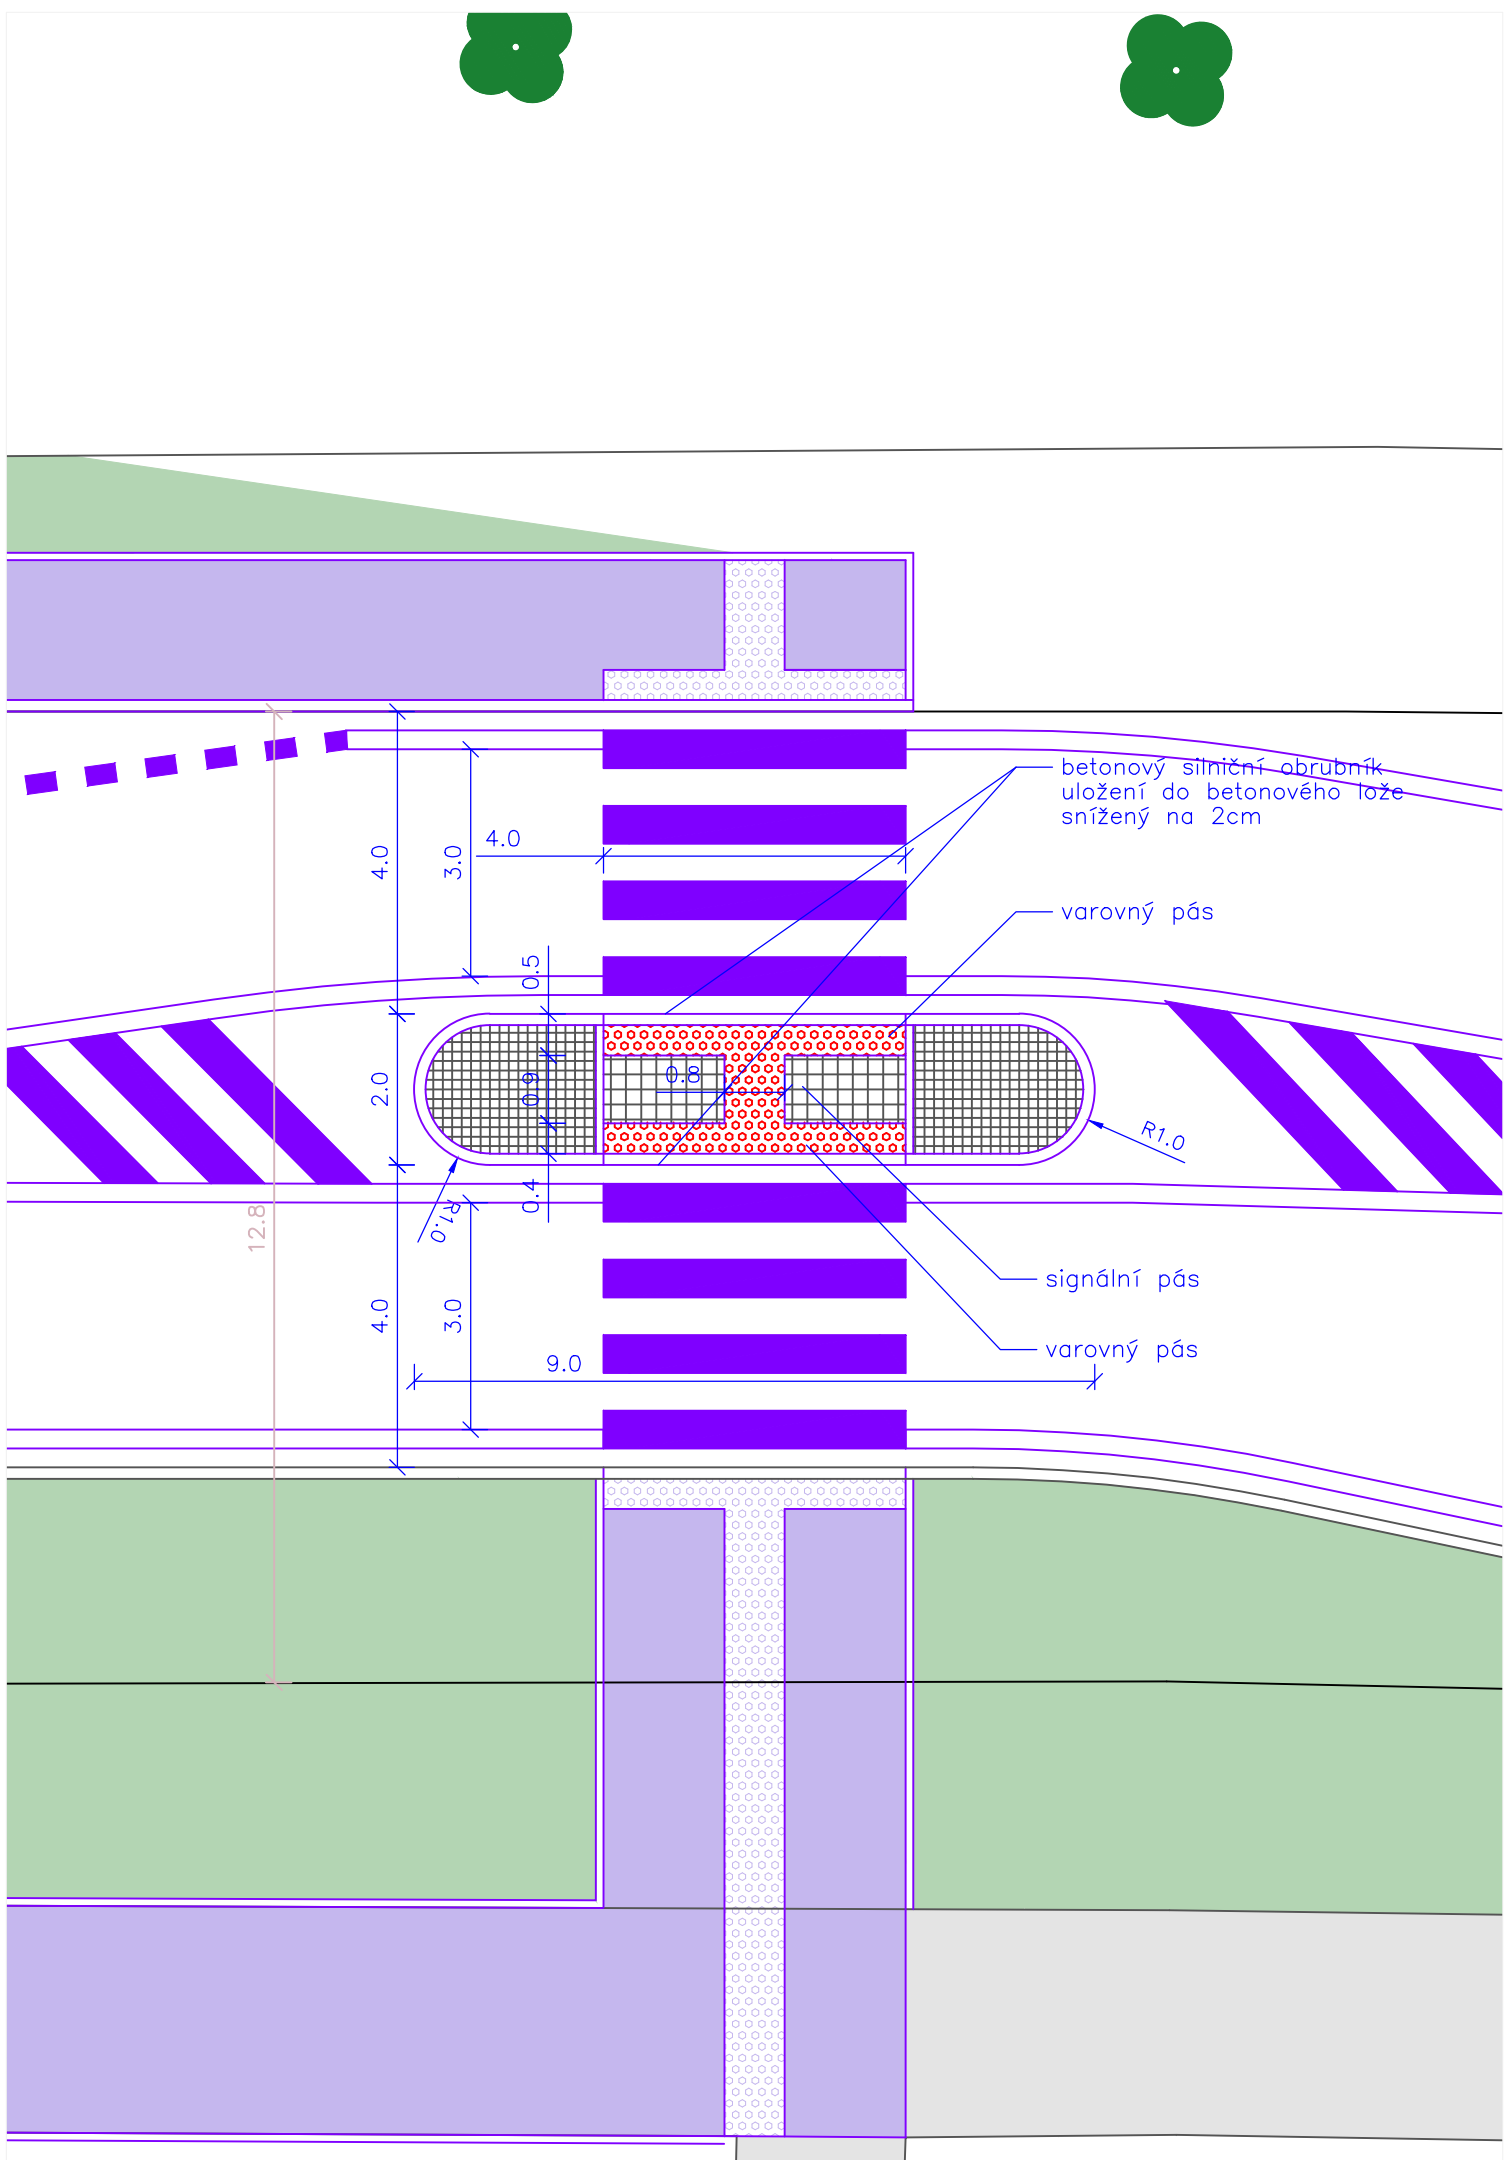 betonový silniční obrubník
uložení do betonového lože
snížený na 2cm
4.0
4.0
3.0
varovný pás
0.5
2.0
0.9
0.8
R1.0
R1.0
0.4
12.8
signální pás
4.0
3.0
varovný pás
9.0